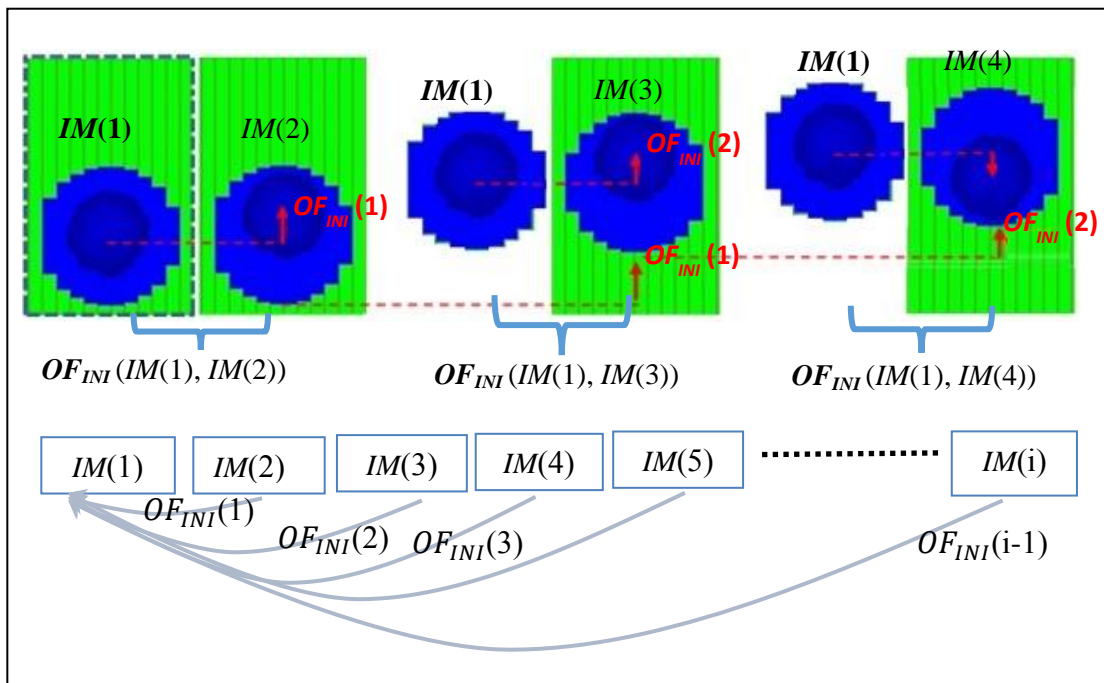 IM(1)
IM(2)
OF_INI (1)
IM(1)
IM(3)
OF_INI (2)
OF_INI (1)
IM(1)
IM(4)
OF_INI (2)
OF_INI (IM(1), IM(2))
OF_INI (IM(1), IM(3))
OF_INI (IM(1), IM(4))
IM(1) IM(2) IM(3) IM(4) IM(5) IM(i)
OF_INI(1)
OF_INI(2)
OF_INI(3)
OF_INI(i-1)